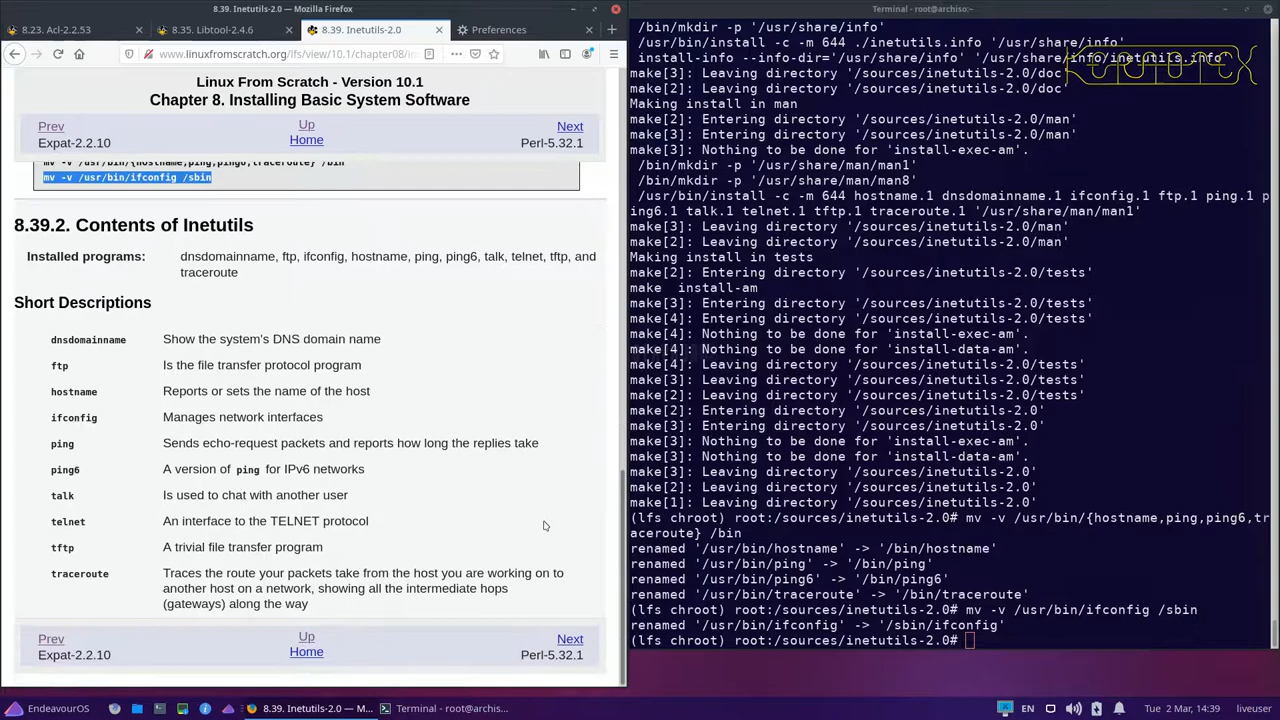 8.39. Inetutils-2.0 — Mozilla Firefox
8.23. Acl-2.2.53
8.35. Libtool-2.4.6
8.39. Inetutils-2.0
Preferences
www.linuxfromscratch.org/lfs/view/10.1/chapter08/in
Linux From Scratch - Version 10.1
Chapter 8. Installing Basic System Software
Prev
Up
Next
Expat-2.2.10
Home
Perl-5.32.1
mv -v /usr/bin/{hostname,ping,ping6,traceroute} /bin
mv -v /usr/bin/ifconfig /sbin
8.39.2. Contents of Inetutils
Installed programs: dnsdomainname, ftp, ifconfig, hostname, ping, ping6, talk, telnet, tftp, and
traceroute
Short Descriptions
dnsdomainname Show the system's DNS domain name
ftp Is the file transfer protocol program
hostname Reports or sets the name of the host
ifconfig Manages network interfaces
ping Sends echo-request packets and reports how long the replies take
ping6 A version of ping for IPv6 networks
talk Is used to chat with another user
telnet An interface to the TELNET protocol
tftp A trivial file transfer program
traceroute Traces the route your packets take from the host you are working on to
another host on a network, showing all the intermediate hops
(gateways) along the way
Prev
Up
Next
Expat-2.2.10
Home
Perl-5.32.1
Terminal - root@archiso:~
/bin/mkdir -p '/usr/share/info'
/usr/bin/install -c -m 644 ./inetutils.info '/usr/share/info'
install-info --info-dir='/usr/share/info' '/usr/share/info/inetutils.info'
make[3]: Leaving directory '/sources/inetutils-2.0/doc'
make[2]: Leaving directory '/sources/inetutils-2.0/doc'
Making install in man
make[2]: Entering directory '/sources/inetutils-2.0/man'
make[3]: Entering directory '/sources/inetutils-2.0/man'
make[3]: Nothing to be done for 'install-exec-am'.
/bin/mkdir -p '/usr/share/man/man1'
/bin/mkdir -p '/usr/share/man/man8'
/usr/bin/install -c -m 644 hostname.1 dnsdomainname.1 ifconfig.1 ftp.1 ping.1 p
ing6.1 talk.1 telnet.1 tftp.1 traceroute.1 '/usr/share/man/man1'
make[3]: Leaving directory '/sources/inetutils-2.0/man'
make[2]: Leaving directory '/sources/inetutils-2.0/man'
Making install in tests
make[2]: Entering directory '/sources/inetutils-2.0/tests'
make  install-am
make[3]: Entering directory '/sources/inetutils-2.0/tests'
make[4]: Entering directory '/sources/inetutils-2.0/tests'
make[4]: Nothing to be done for 'install-exec-am'.
make[4]: Nothing to be done for 'install-data-am'.
make[4]: Leaving directory '/sources/inetutils-2.0/tests'
make[3]: Leaving directory '/sources/inetutils-2.0/tests'
make[2]: Leaving directory '/sources/inetutils-2.0/tests'
make[2]: Entering directory '/sources/inetutils-2.0'
make[3]: Entering directory '/sources/inetutils-2.0'
make[3]: Nothing to be done for 'install-exec-am'.
make[3]: Nothing to be done for 'install-data-am'.
make[3]: Leaving directory '/sources/inetutils-2.0'
make[2]: Leaving directory '/sources/inetutils-2.0'
make[1]: Leaving directory '/sources/inetutils-2.0'
(lfs chroot) root:/sources/inetutils-2.0# mv -v /usr/bin/{hostname,ping,ping6,tr
aceroute} /bin
renamed '/usr/bin/hostname' -> '/bin/hostname'
renamed '/usr/bin/ping' -> '/bin/ping'
renamed '/usr/bin/ping6' -> '/bin/ping6'
renamed '/usr/bin/traceroute' -> '/bin/traceroute'
(lfs chroot) root:/sources/inetutils-2.0# mv -v /usr/bin/ifconfig /sbin
renamed '/usr/bin/ifconfig' -> '/sbin/ifconfig'
(lfs chroot) root:/sources/inetutils-2.0#
EndeavourOS
8.39. Inetutils-2.0 — M...
Terminal - root@archis...
EN
Tue 2 Mar, 14:39
liveuser